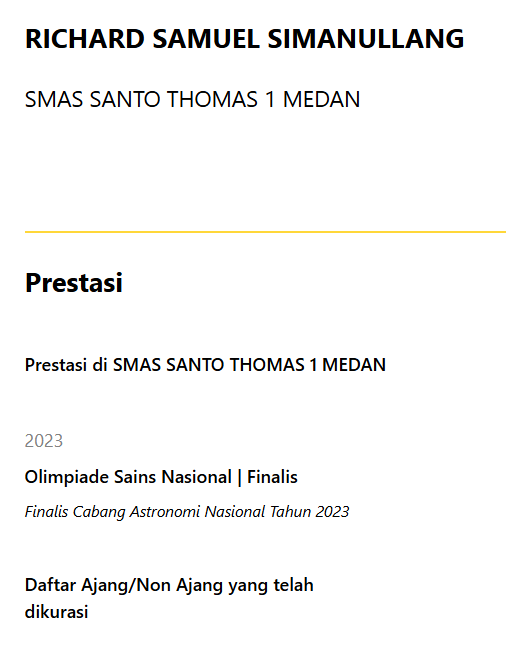 RICHARD SAMUEL SIMANULLANG
SMAS SANTO THOMAS 1 MEDAN
Prestasi
Prestasi di SMAS SANTO THOMAS 1 MEDAN
2023
Olimpiade Sains Nasional | Finalis
Finalis Cabang Astronomi Nasional Tahun 2023
Daftar Ajang/Non Ajang yang telah
dikurasi